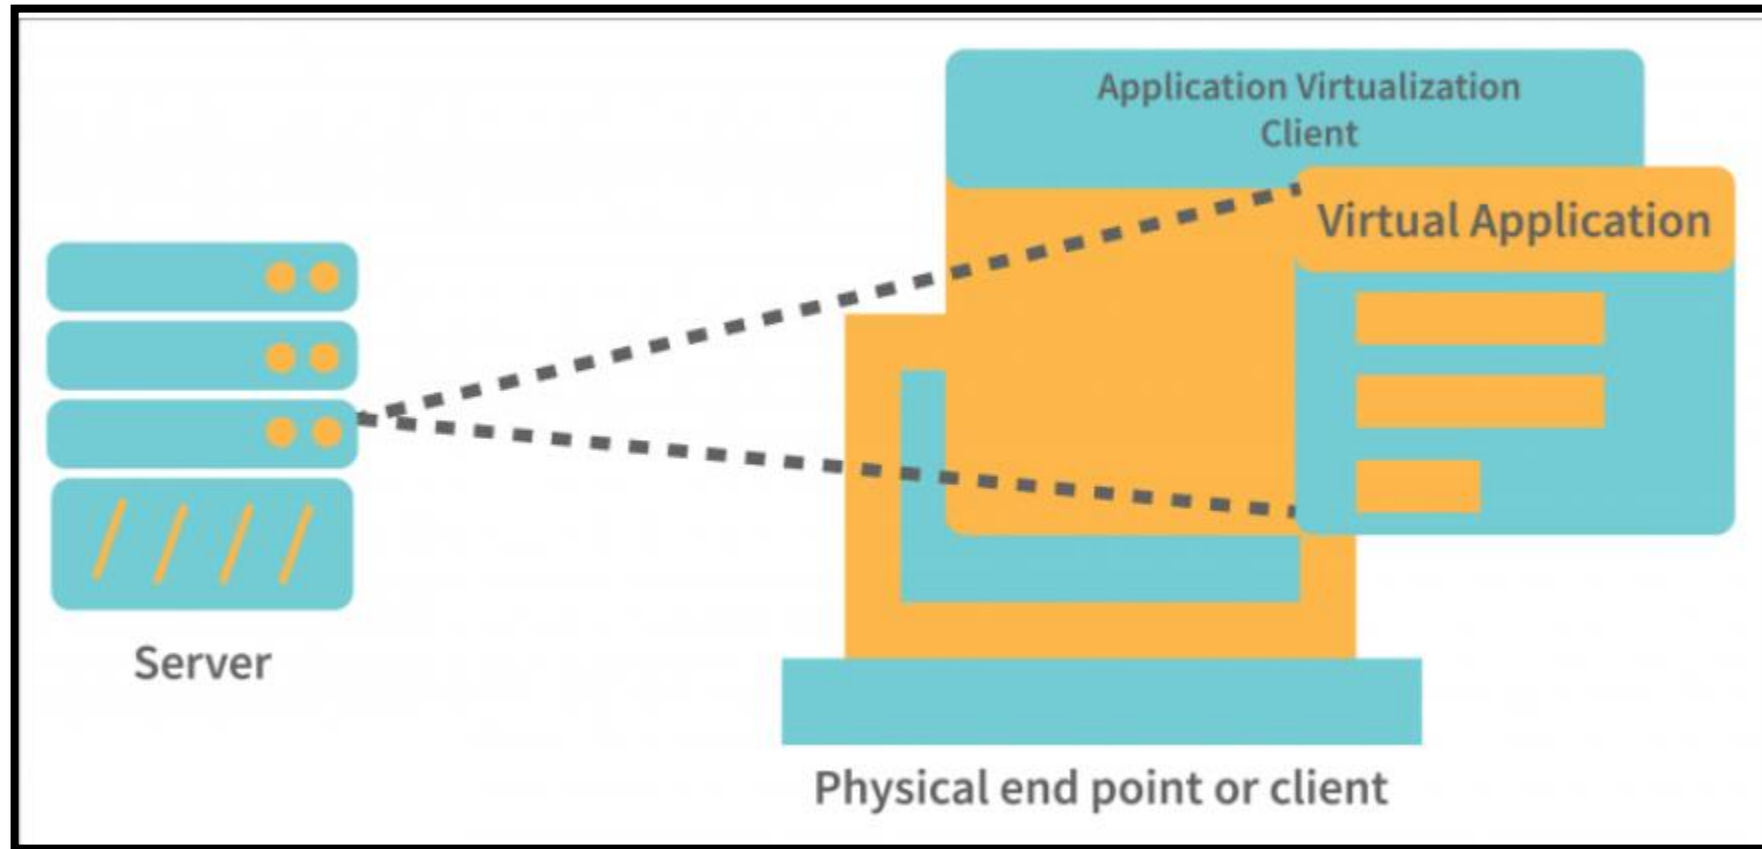 Application Virtualization
Client
Virtual Application
Server
Physical end point or client